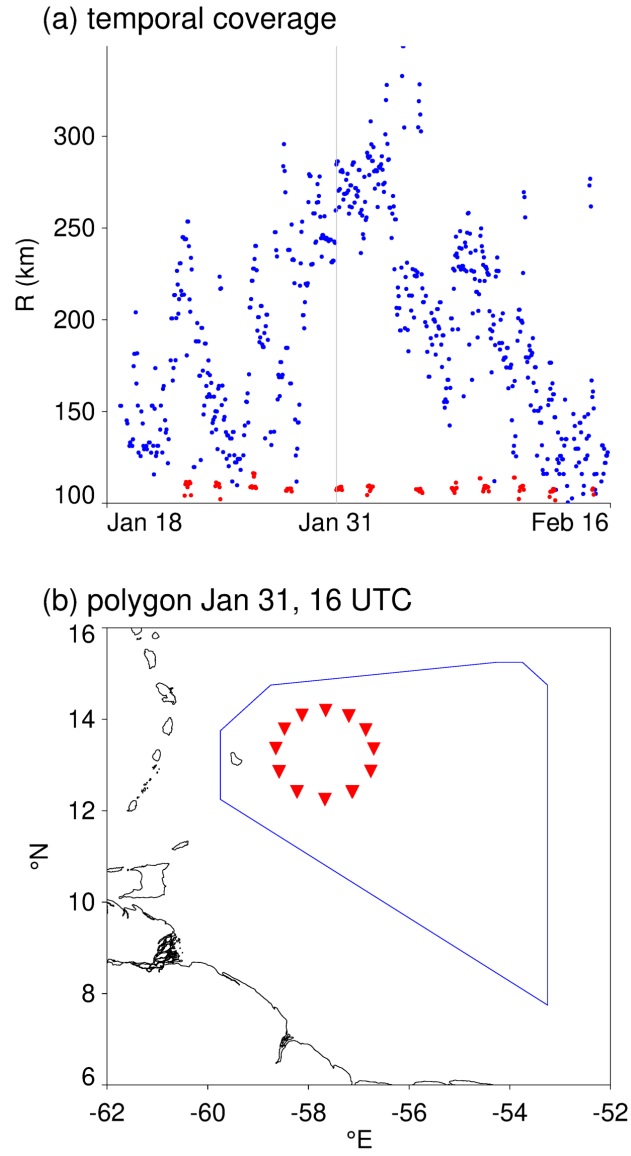 (a) temporal coverage
300
250
R (km)
200
150
100
Jan 18 Jan 31 Feb 16
(b) polygon Jan 31, 16 UTC
16
14
12
°N
10
8
6
-62 -60 -58 -56 -54 -52
°E